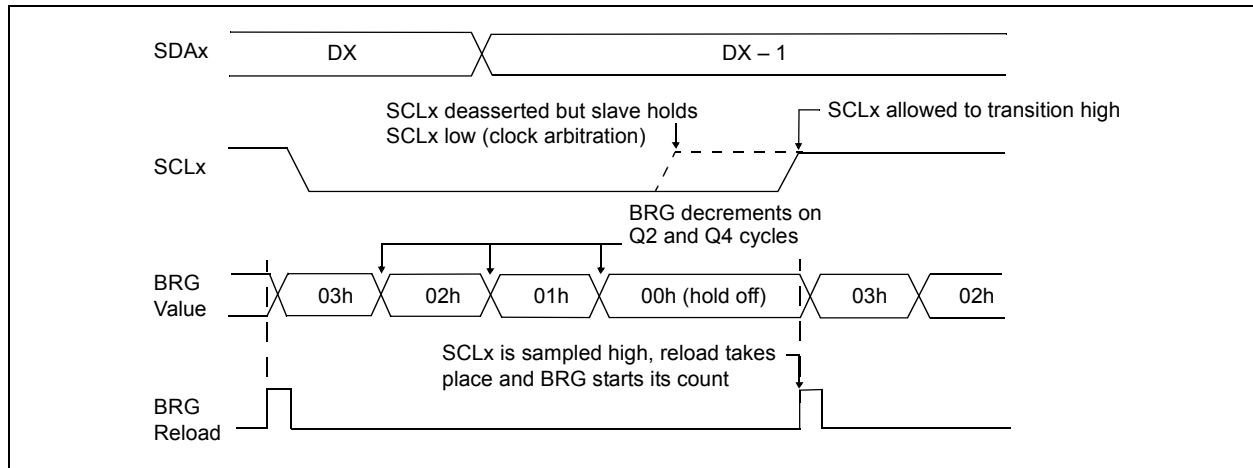 SDAx
DX
DX – 1
SCLx deasserted but slave holds
SCLx low (clock arbitration)
SCLx allowed to transition high
SCLx
BRG decrements on
Q2 and Q4 cycles
BRG
Value
03h
02h
01h
00h (hold off)
03h
02h
SCLx is sampled high, reload takes
place and BRG starts its count
BRG
Reload